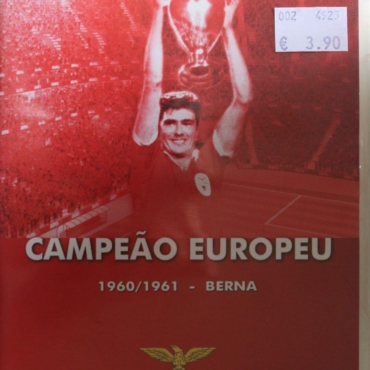 002 4525
€ 3.90
CAMPEÃO EUROPEU
1960/1961 - BERNA